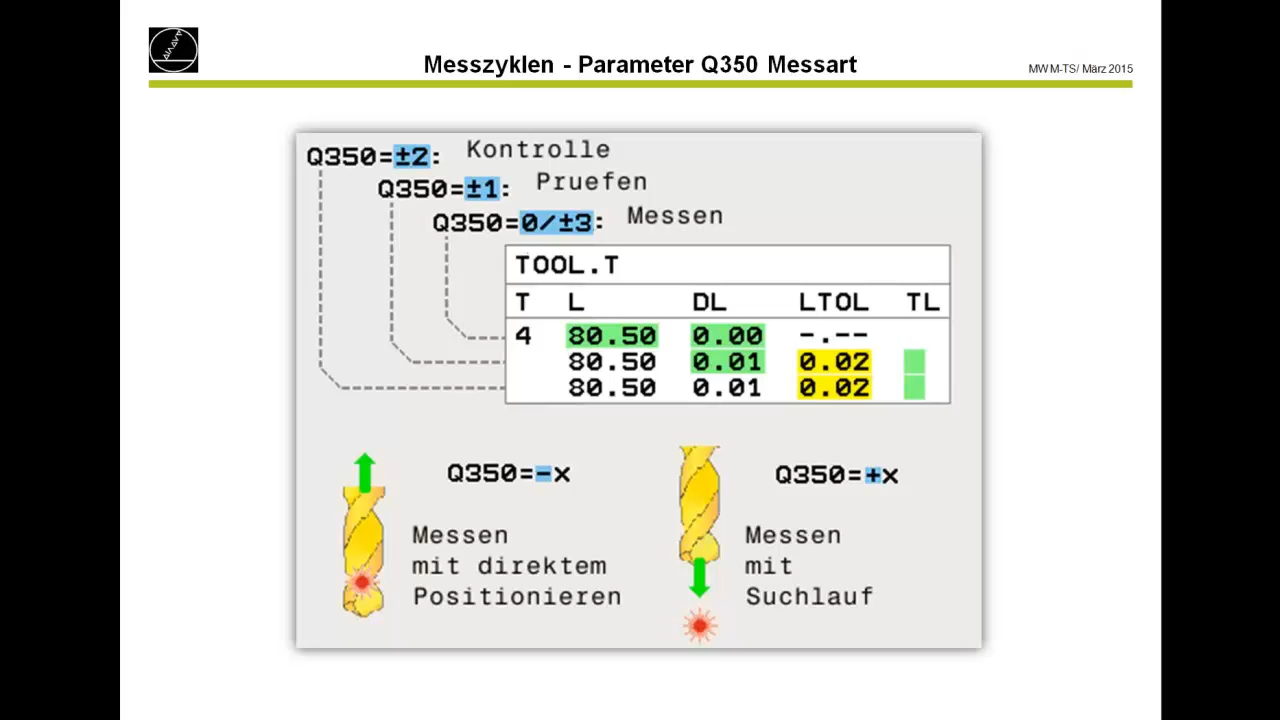 Messzyklen - Parameter Q350 Messart
MWM-TS/ März 2015
Q350=±2: Kontrolle
Q350=±1: Pruefen
Q350=0/±3: Messen
TOOL.T
T L DL LTOL TL
4 80.50 0.00 -.--
80.50 0.01 0.02
80.50 0.01 0.02
Q350=-x
Messen
mit direktem
Positionieren
Q350=+x
Messen
mit
Suchlauf